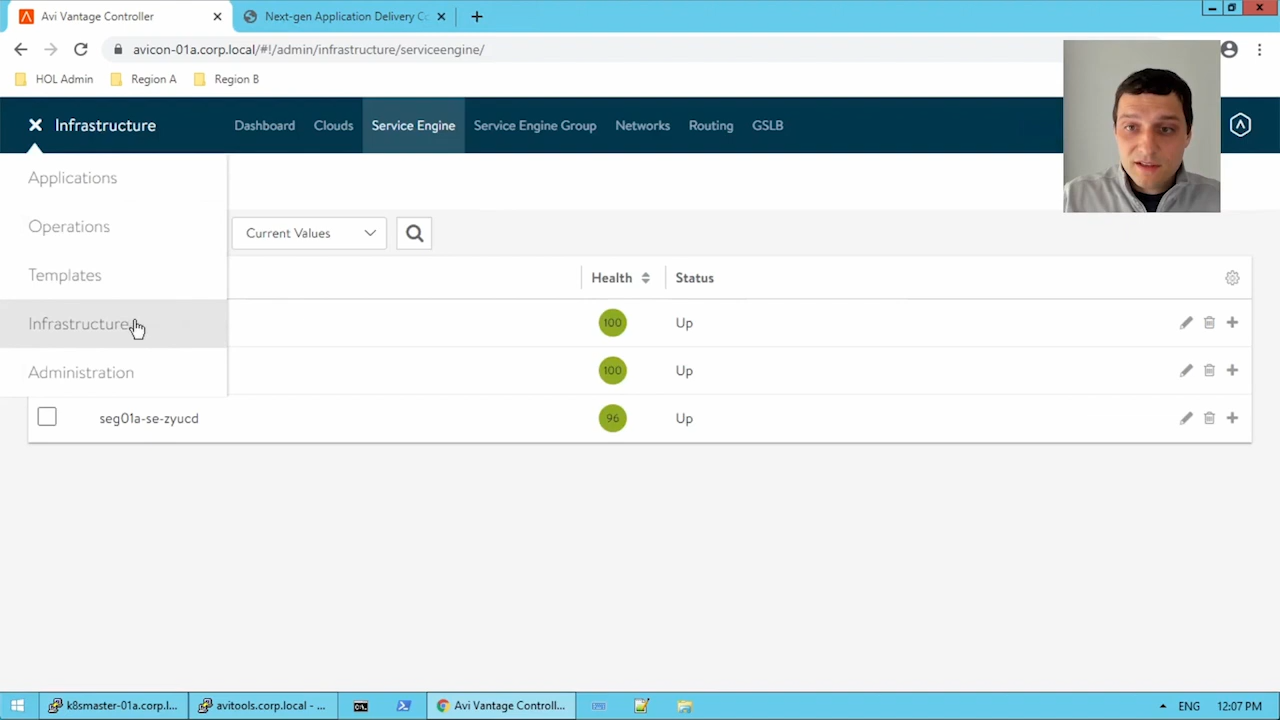 Avi Vantage Controller
Next-gen Application Delivery Co
avicon-01a.corp.local/#!/admin/infrastructure/serviceengine/
HOL Admin Region A Region B
Infrastructure Dashboard Clouds Service Engine Service Engine Group Networks Routing GSLB
Applications
Operations
Templates
Infrastructure
Administration
Current Values
Health Status
100 Up
100 Up
seg01a-se-zyucd 96 Up
k8smaster-01a.corp.l... avitools.corp.local - ... Avi Vantage Controll... ENG 12:07 PM